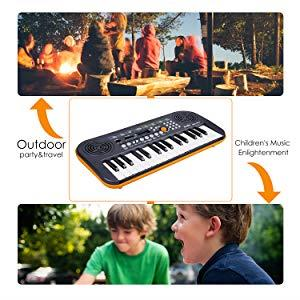 Outdoor
party&travel
Children's Music
Enlightenment